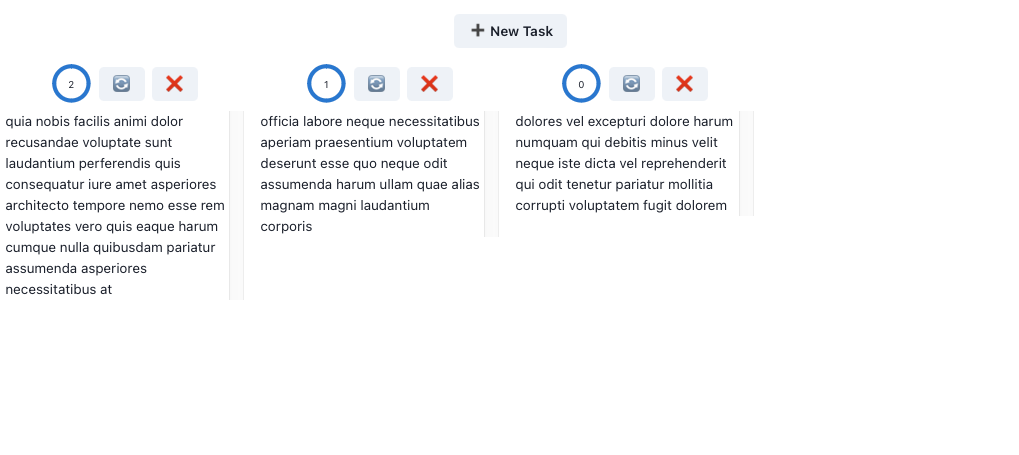 ➕ New Task
2 🔄 ❌
quia nobis facilis animi dolor
recusandae voluptate sunt
laudantium perferendis quis
consequatur iure amet asperiores
architecto tempore nemo esse rem
voluptates vero quis eaque harum
cumque nulla quibusdam pariatur
assumenda asperiores
necessitatibus at
1 🔄 ❌
officia labore neque necessitatibus
aperiam praesentium voluptatem
deserunt esse quo neque odit
assumenda harum ullam quae alias
magnam magni laudantium
corporis
0 🔄 ❌
dolores vel excepturi dolore harum
numquam qui debitis minus velit
neque iste dicta vel reprehenderit
qui odit tenetur pariatur mollitia
corrupti voluptatem fugit dolorem